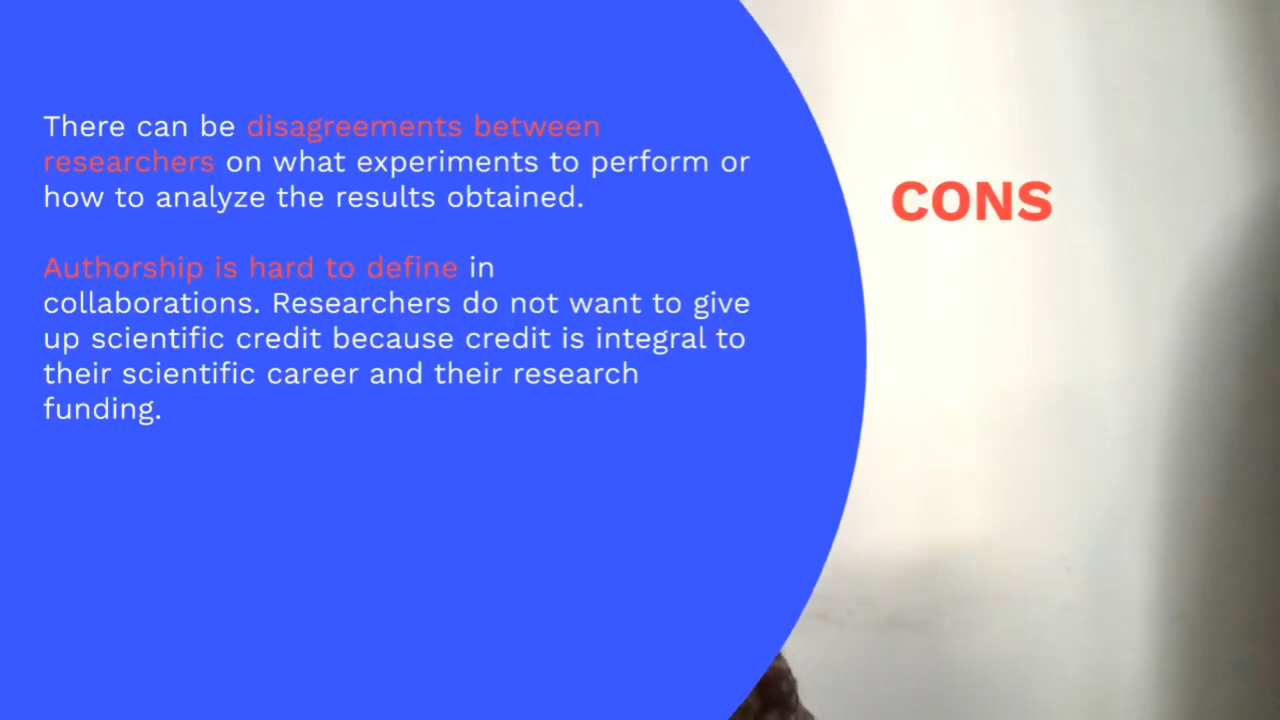 There can be disagreements between
researchers on what experiments to perform or
how to analyze the results obtained.
Authorship is hard to define in
collaborations. Researchers do not want to give
up scientific credit because credit is integral to
their scientific career and their research
funding.
CONS